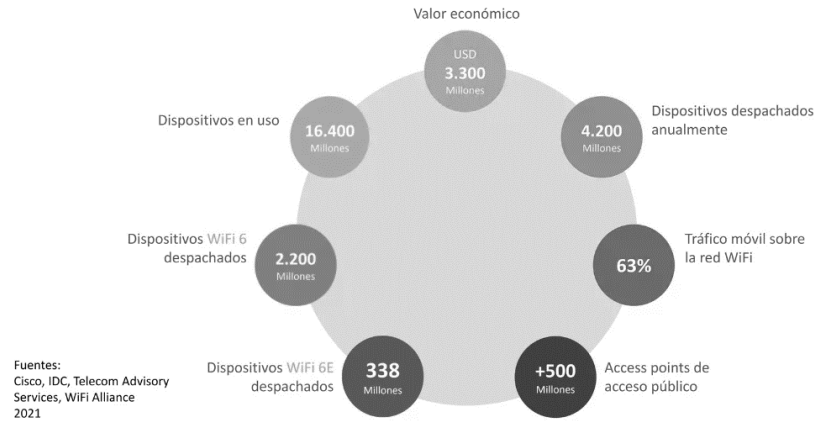 Valor económico
USD
3.300
Millones
Dispositivos despachados
anualmente
4.200
Millones
Tráfico móvil sobre
la red WiFi
63%
Access points de
acceso público
+500
Millones
Dispositivos WiFi 6E
despachados
338
Millones
Dispositivos WiFi 6
despachados
2.200
Millones
Dispositivos en uso
16.400
Millones
Fuentes:
Cisco, IDC, Telecom Advisory
Services, WiFi Alliance
2021